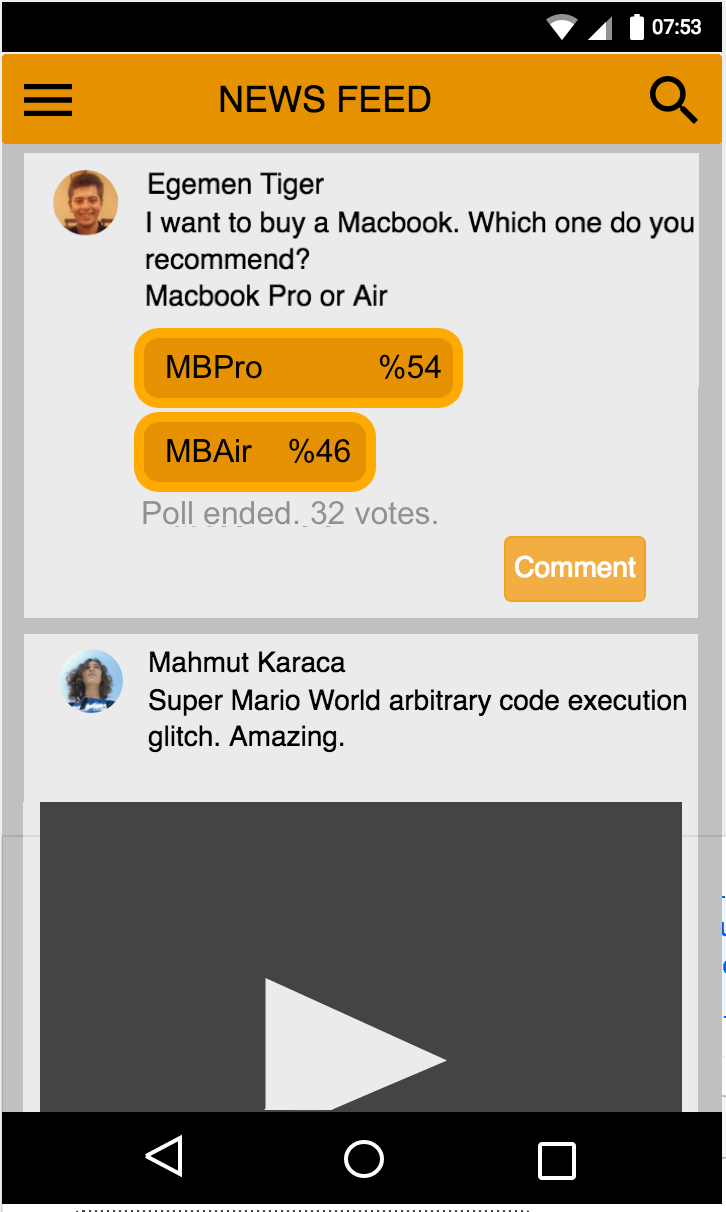 07:53
NEWS FEED
Egemen Tiger
I want to buy a Macbook. Which one do you
recommend?
Macbook Pro or Air
MBPro %54
MBAir %46
Poll ended. 32 votes.
Comment
Mahmut Karaca
Super Mario World arbitrary code execution
glitch. Amazing.